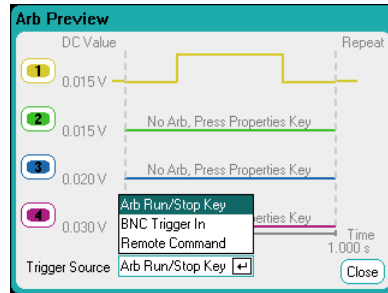 Arb Preview
DC Value
Repeat
1
0.015 V
2
0.015 V
No Arb, Press Properties Key
3
0.020 V
No Arb, Press Properties Key
4
0.030 V
Properties Key
Arb Run/Stop Key
BNC Trigger In
Remote Command
Time
1.000 s
Trigger Source
Arb Run/Stop Key
Close